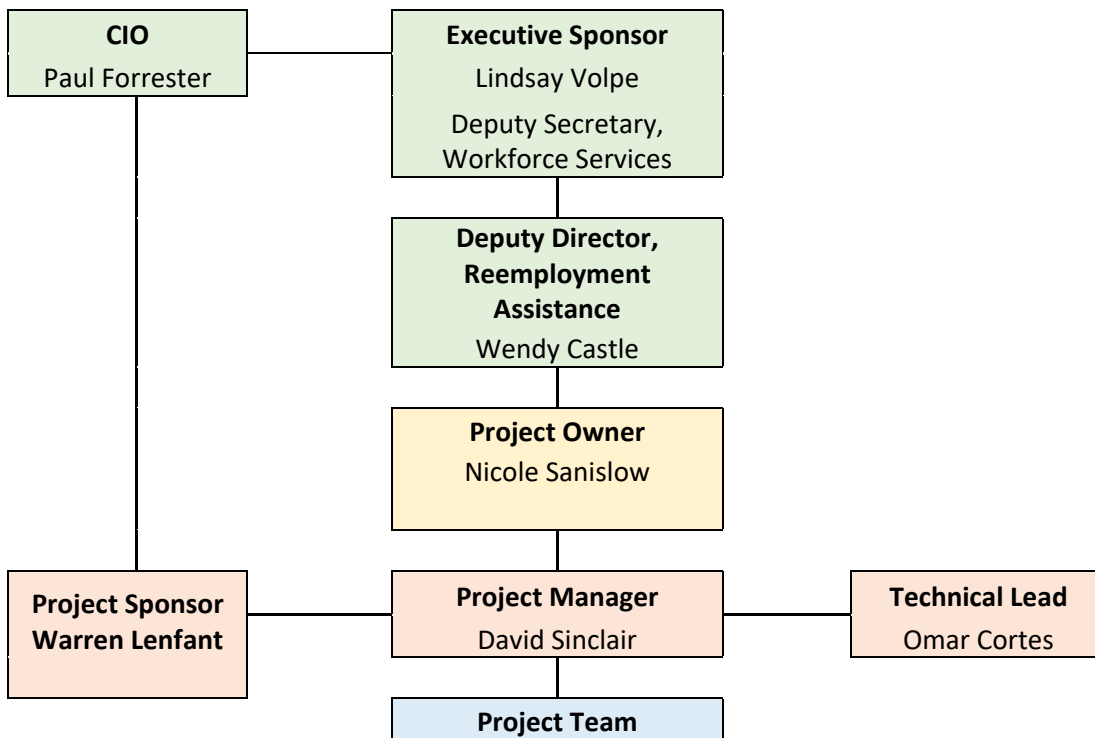 CIO
Paul Forrester
Executive Sponsor
Lindsay Volpe
Deputy Secretary,
Workforce Services
Deputy Director,
Reemployment
Assistance
Wendy Castle
Project Owner
Nicole Sanislow
Project Sponsor
Warren Lenfant
Project Manager
David Sinclair
Technical Lead
Omar Cortes
Project Team